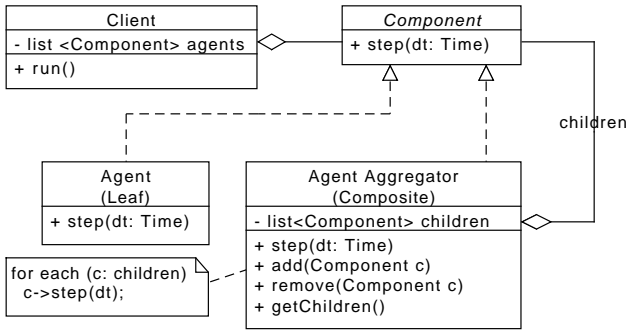 Client
- list <Component> agents
+ run()
Component
+ step(dt: Time)
children
Agent
(Leaf)
+ step(dt: Time)
Agent Aggregator
(Composite)
- list<Component> children
+ step(dt: Time)
+ add(Component c)
+ remove(Component c)
+ getChildren()
for each (c: children)
c->step(dt);